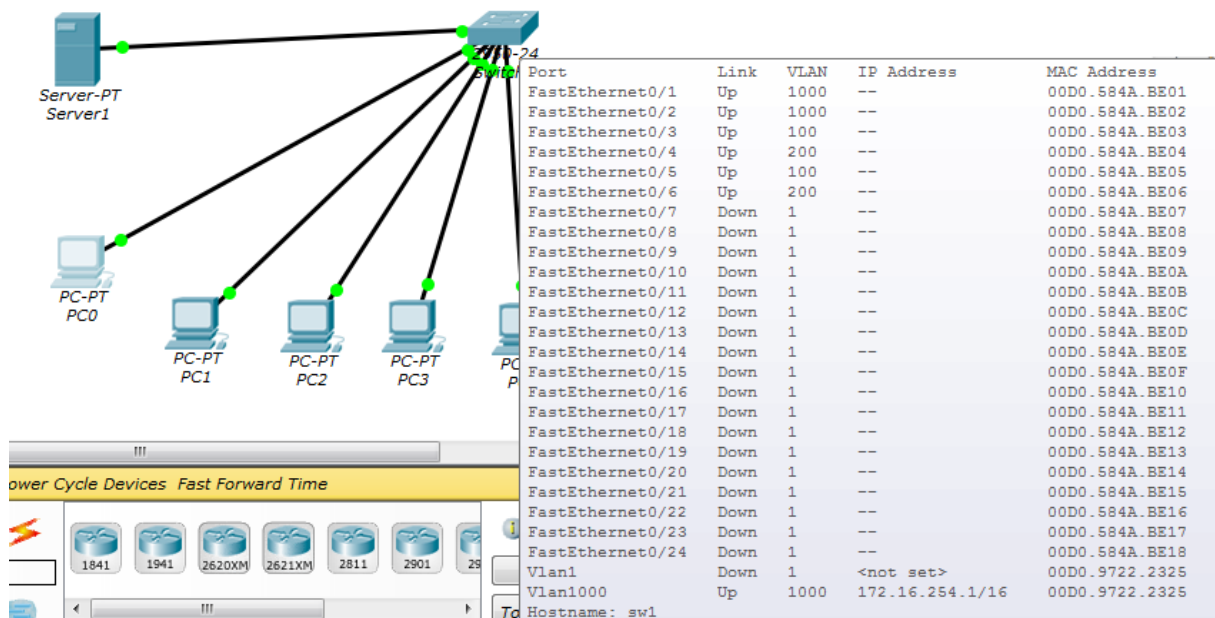 2950-24
Switch
Server-PT
Server1
PC-PT
PC0
PC-PT
PC1
PC-PT
PC2
PC-PT
PC3
PC
P
Port Link VLAN IP Address MAC Address
FastEthernet0/1 Up 1000 -- 00D0.584A.BE01
FastEthernet0/2 Up 1000 -- 00D0.584A.BE02
FastEthernet0/3 Up 100 -- 00D0.584A.BE03
FastEthernet0/4 Up 200 -- 00D0.584A.BE04
FastEthernet0/5 Up 100 -- 00D0.584A.BE05
FastEthernet0/6 Up 200 -- 00D0.584A.BE06
FastEthernet0/7 Down 1 -- 00D0.584A.BE07
FastEthernet0/8 Down 1 -- 00D0.584A.BE08
FastEthernet0/9 Down 1 -- 00D0.584A.BE09
FastEthernet0/10 Down 1 -- 00D0.584A.BE0A
FastEthernet0/11 Down 1 -- 00D0.584A.BE0B
FastEthernet0/12 Down 1 -- 00D0.584A.BE0C
FastEthernet0/13 Down 1 -- 00D0.584A.BE0D
FastEthernet0/14 Down 1 -- 00D0.584A.BE0E
FastEthernet0/15 Down 1 -- 00D0.584A.BE0F
FastEthernet0/16 Down 1 -- 00D0.584A.BE10
FastEthernet0/17 Down 1 -- 00D0.584A.BE11
FastEthernet0/18 Down 1 -- 00D0.584A.BE12
FastEthernet0/19 Down 1 -- 00D0.584A.BE13
FastEthernet0/20 Down 1 -- 00D0.584A.BE14
FastEthernet0/21 Down 1 -- 00D0.584A.BE15
FastEthernet0/22 Down 1 -- 00D0.584A.BE16
FastEthernet0/23 Down 1 -- 00D0.584A.BE17
FastEthernet0/24 Down 1 -- 00D0.584A.BE18
Vlan1 Down 1 <not set> 00D0.9722.2325
Vlan1000 Up 1000 172.16.254.1/16 00D0.9722.2325
Hostname: sw1
ower Cycle Devices Fast Forward Time
1841 1941 2620XM 2621XM 2811 2901 29
To